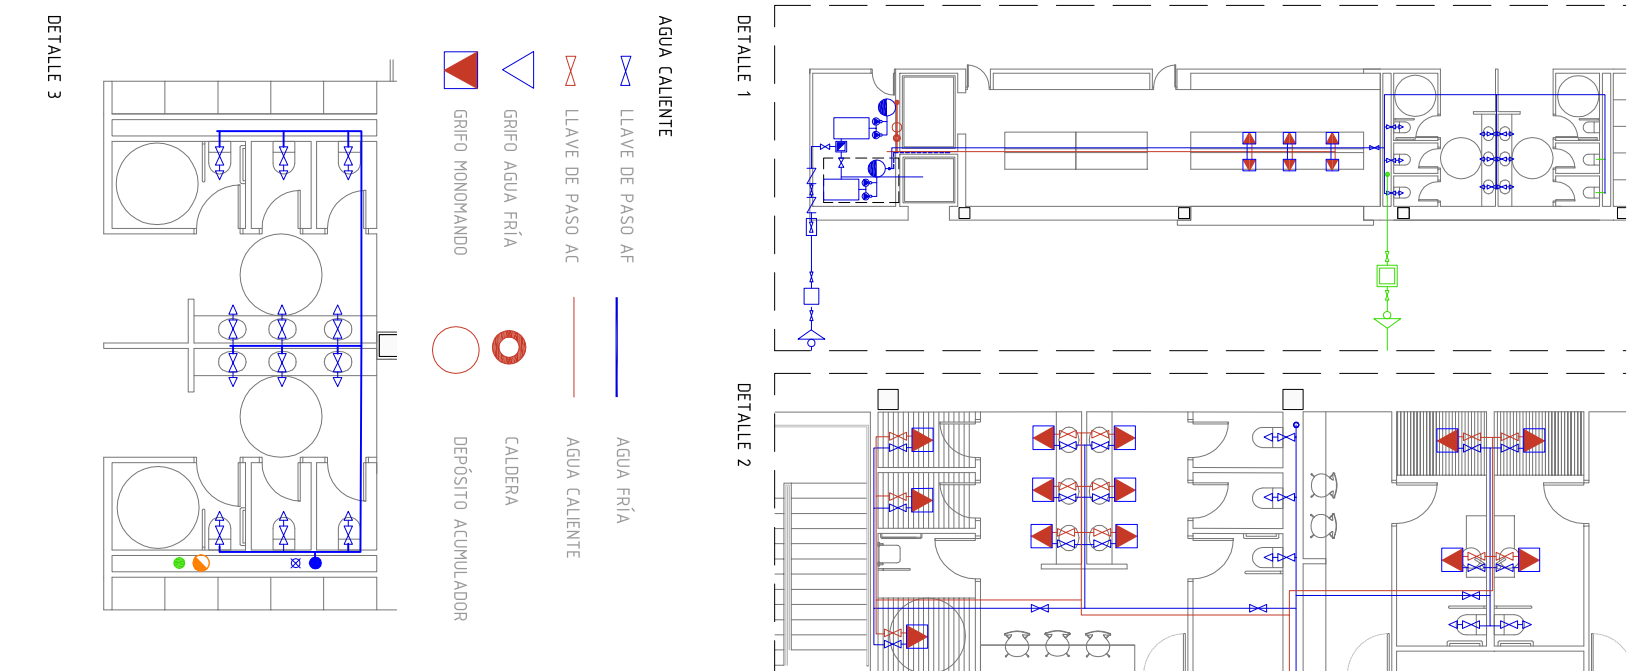 DETALLE 3
AGUA CALIENTE
LLAVE DE PASO AF
LLAVE DE PASO AC
GRIFO AGUA FRÍA
GRIFO MONOMANDO
AGUA FRÍA
AGUA CALIENTE
CALDERA
DEPÓSITO ACUMULADOR
DETALLE 1
DETALLE 2